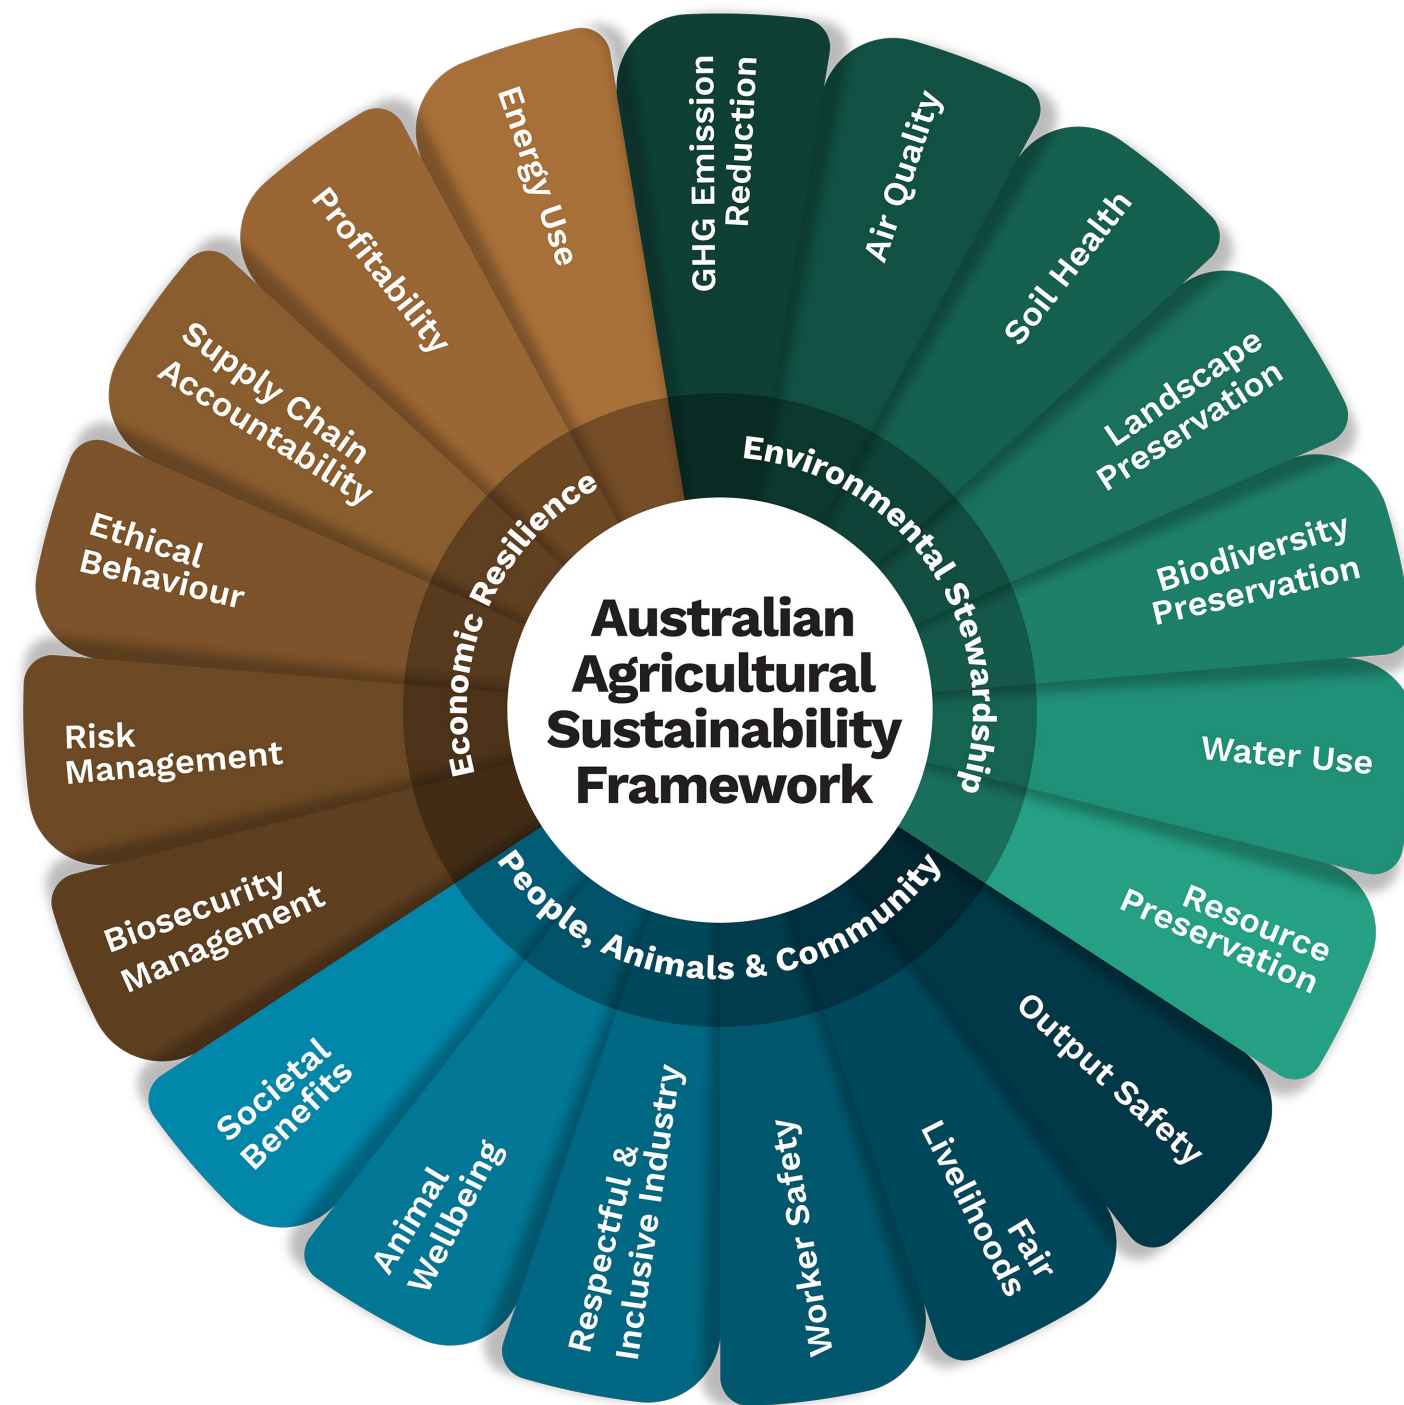 Australian
Agricultural
Sustainability
Framework
Environmental Stewardship
GHG Emission
Reduction
Air Quality
Soil Health
Landscape
Preservation
Biodiversity
Preservation
Water Use
Resource
Preservation
People, Animals & Community
Output Safety
Fair
Livelihoods
Worker Safety
Respectful &
Inclusive Industry
Animal
Wellbeing
Societal
Benefits
Economic Resilience
Biosecurity
Management
Risk
Management
Ethical
Behaviour
Supply Chain
Accountability
Profitability
Energy Use